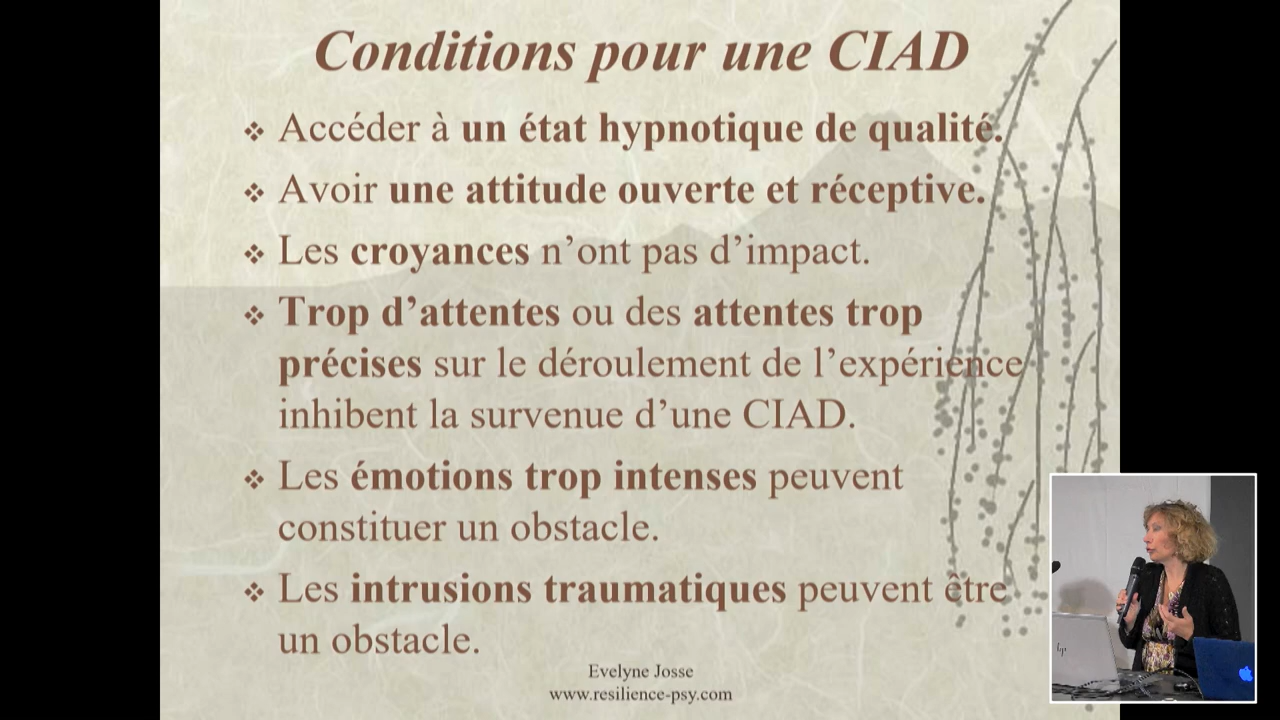 Conditions pour une CIAD
❖ Accéder à un état hypnotique de qualité.
❖ Avoir une attitude ouverte et réceptive.
❖ Les croyances n’ont pas d’impact.
❖ Trop d’attentes ou des attentes trop
précises sur le déroulement de l’expérience
inhibent la survenue d’une CIAD.
❖ Les émotions trop intenses peuvent
constituer un obstacle.
❖ Les intrusions traumatiques peuvent être
un obstacle.
Evelyne Josse
www.resilience-psy.com
hp